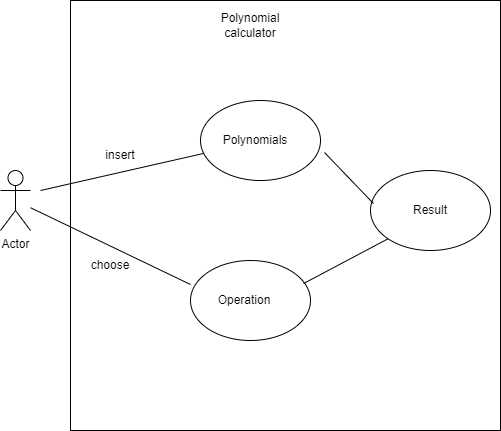 Polynomial
calculator
Polynomials
insert
Result
Actor
choose
Operation